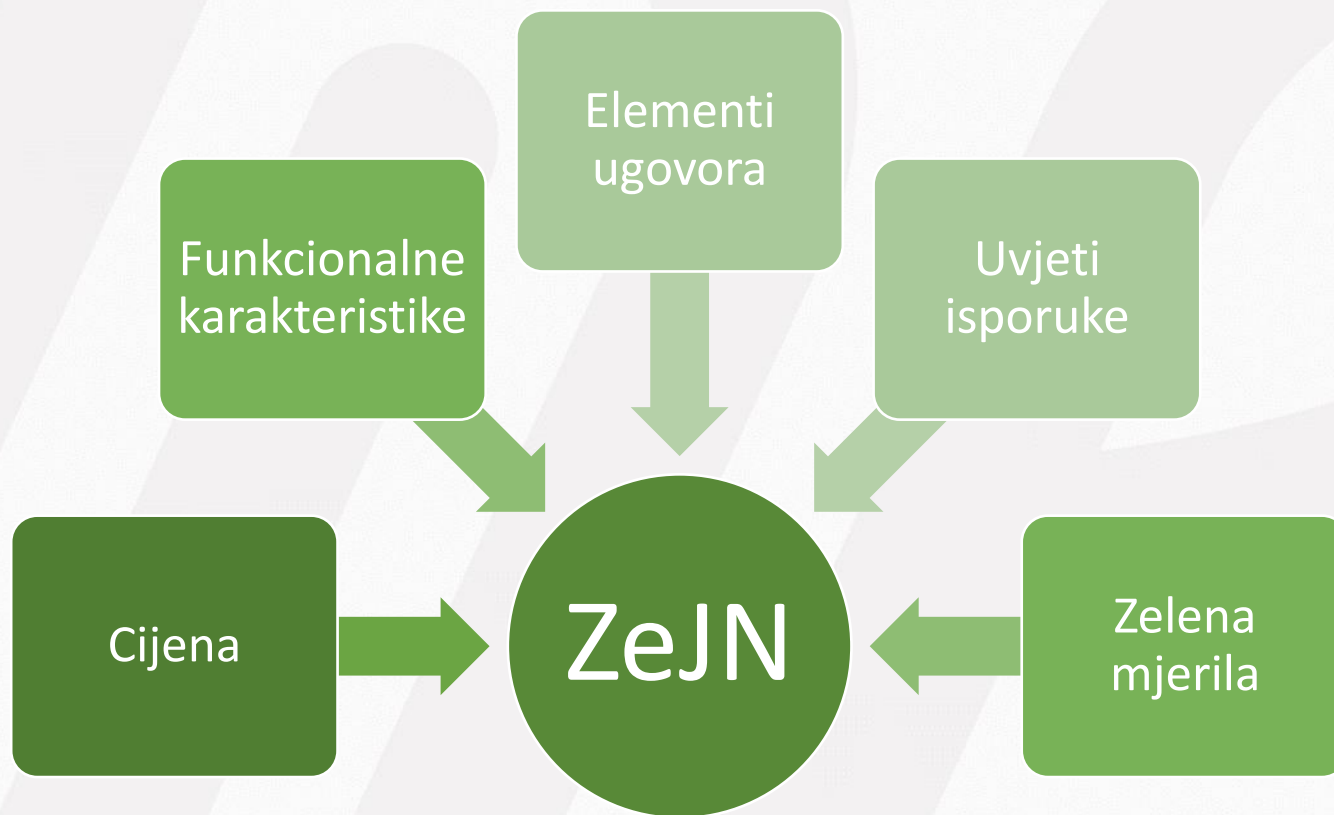 Elementi
ugovora
Funkcionalne
karakteristike
Uvjeti
isporuke
Cijena
ZeJN
Zelena
mjerila